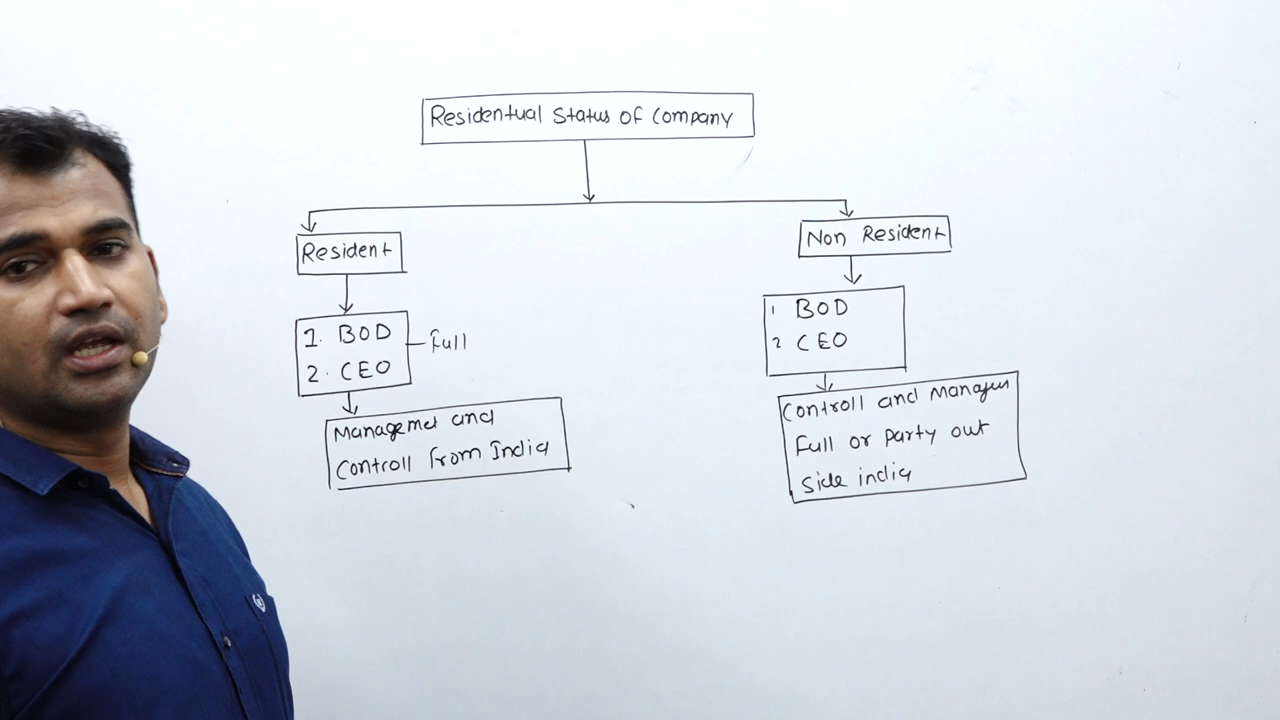 Residentual Status of Company
Resident
1. BOD
2. CEO
Full
Managemet and
Controll from India
Non Resident
1 BOD
2 CEO
Controll and
Full or party out
Side india